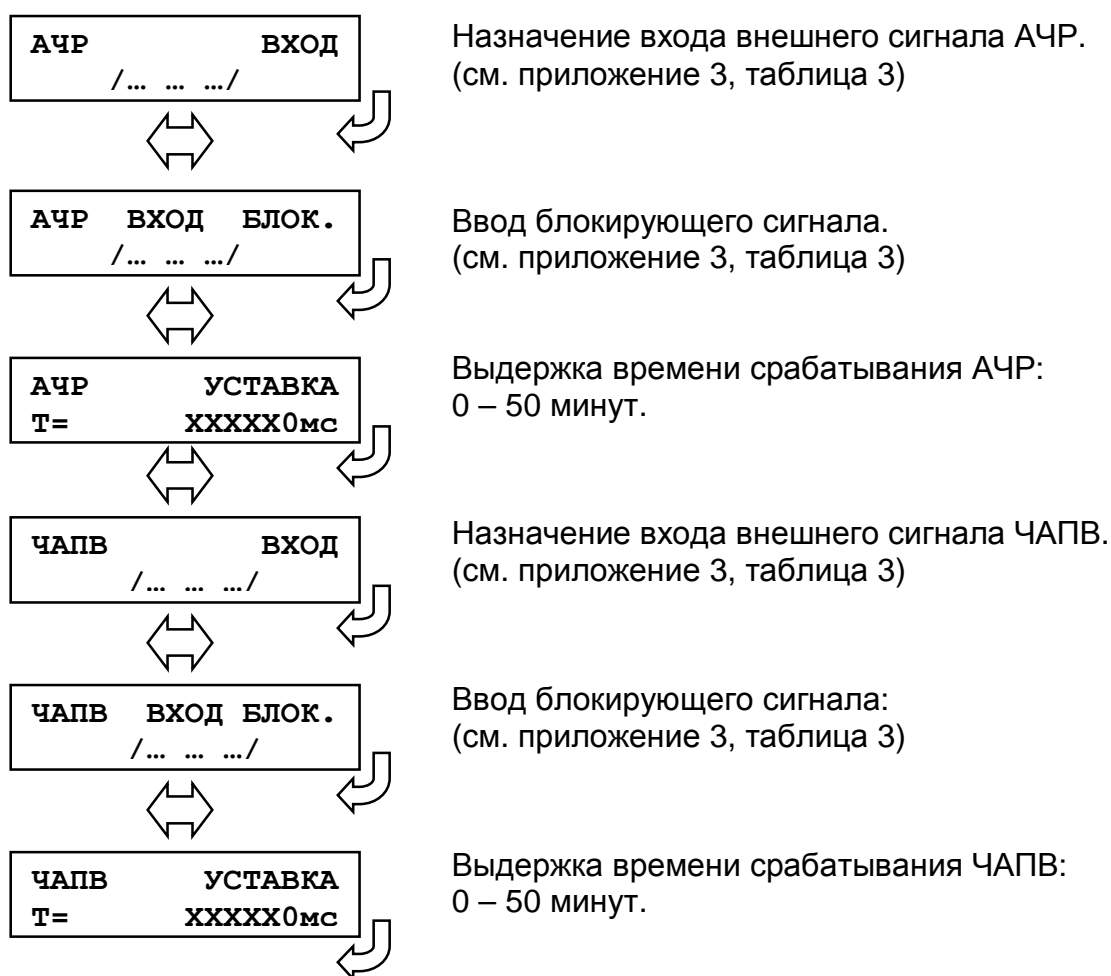 АЧР ВХОД
/… … …/
Назначение входа внешнего сигнала АЧР.
(см. приложение 3, таблица 3)
АЧР ВХОД БЛОК.
/… … …/
Ввод блокирующего сигнала.
(см. приложение 3, таблица 3)
АЧР УСТАВКА
Т= ХХХХХ0мс
Выдержка времени срабатывания АЧР:
0 – 50 минут.
ЧАПВ ВХОД
/… … …/
Назначение входа внешнего сигнала ЧАПВ.
(см. приложение 3, таблица 3)
ЧАПВ ВХОД БЛОК.
/… … …/
Ввод блокирующего сигнала:
(см. приложение 3, таблица 3)
ЧАПВ УСТАВКА
Т= ХХХХХ0мс
Выдержка времени срабатывания ЧАПВ:
0 – 50 минут.